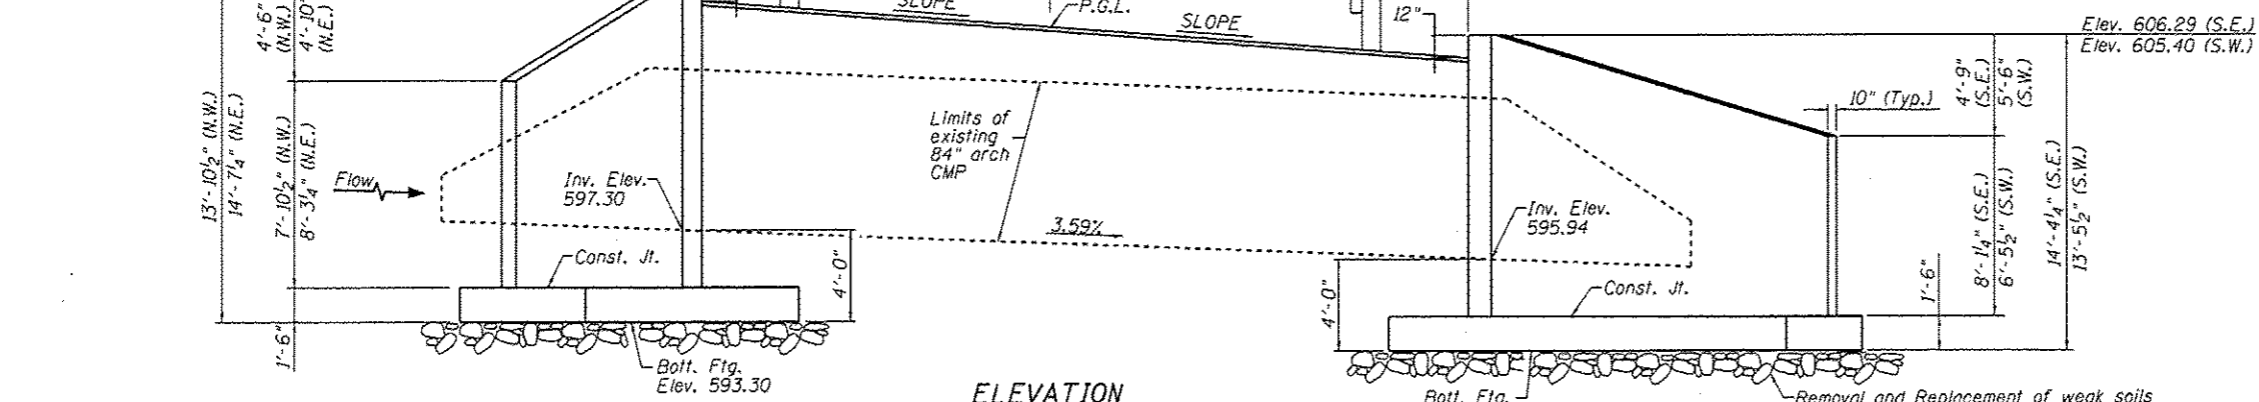 4'-6"
(N.W.)
4'-10"
(N.E.)
SLOPE
P.G.L.
SLOPE
12"
Elev. 606.29 (S.E.)
Elev. 605.40 (S.W.)
4'-9"
(S.E.)
5'-6"
(S.W.)
10" (Typ.)
13'-10½" (N.W.)
14'-7¼" (N.E.)
7'-10½" (N.W.)
8'-3¼" (N.E.)
Flow
Limits of
existing
84" arch
CMP
Inv. Elev.
597.30
3.59%
Inv. Elev.
595.94
Const. Jt.
4'-0"
4'-0"
Const. Jt.
1'-6"
8'-1¼" (S.E.)
6'-5½" (S.W.)
14'-4¼" (S.E.)
13'-5½" (S.W.)
1'-6"
Bott. Ftg.
Elev. 593.30
ELEVATION
Bott. Ftg.
Removal and Replacement of weak soils